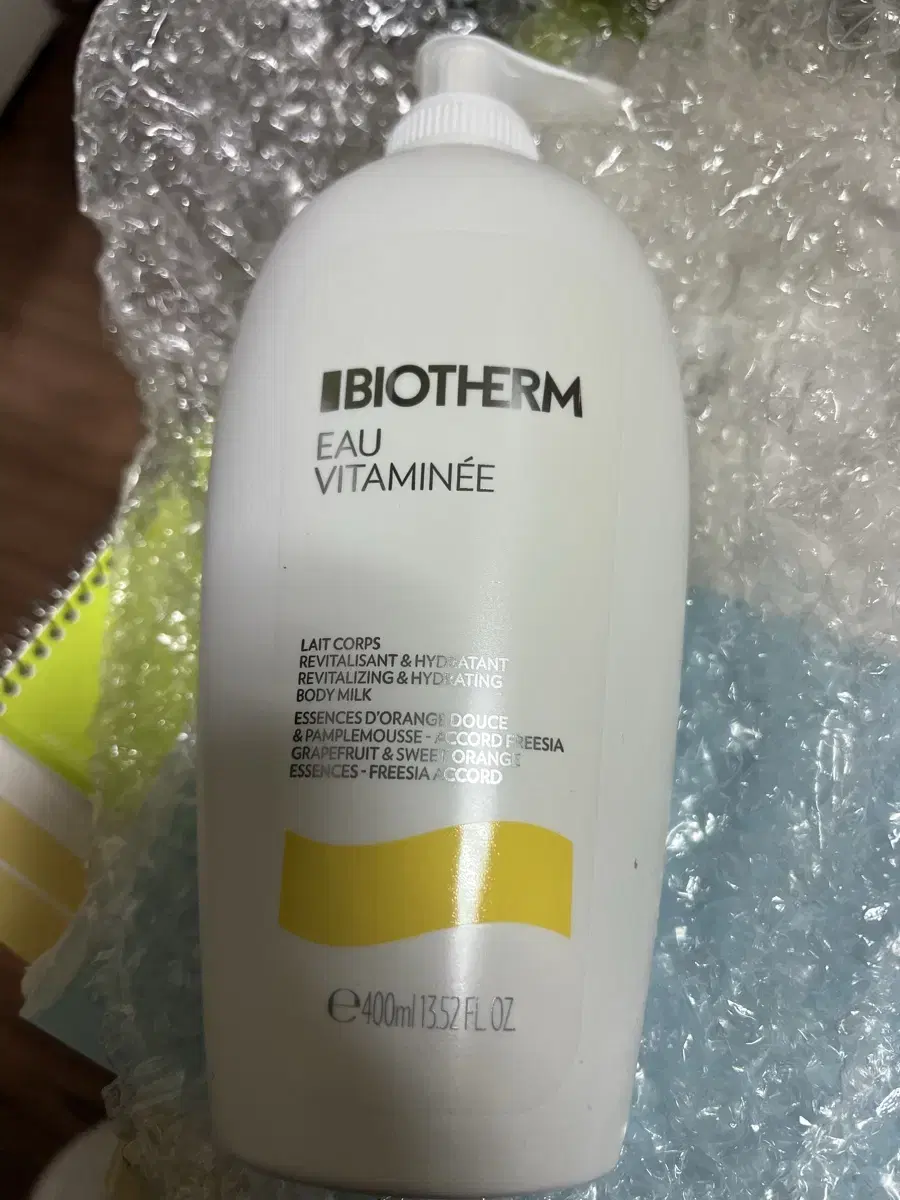 BIOTHERM
EAU
VITAMINÉE
LAIT CORPS
REVITALISANT & HYDRATANT
REVITALIZING & HYDRATING
BODY MILK
ESSENCES D'ORANGE DOUCE
& PAMPLEMOUSSE - ACCORD FREESIA
GRAPEFRUIT & SWEET ORANGE
ESSENCES - FREESIA ACCORD
℮400ml 13.52 FL. OZ